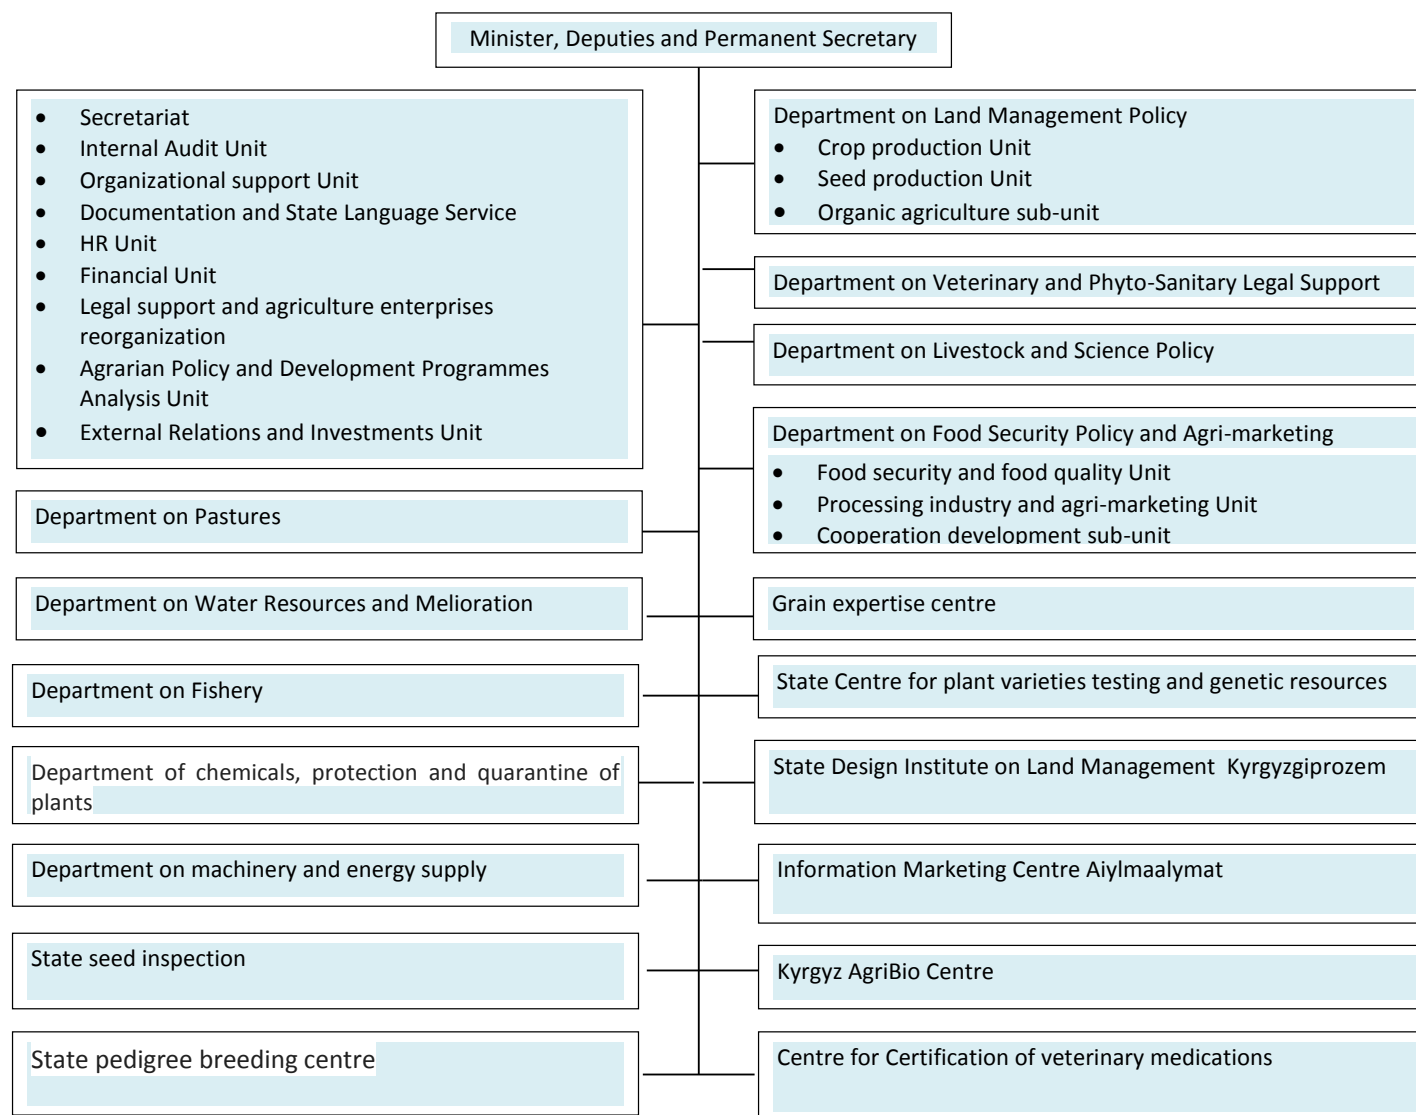 Minister, Deputies and Permanent Secretary
• Secretariat
• Internal Audit Unit
• Organizational support Unit
• Documentation and State Language Service
• HR Unit
• Financial Unit
• Legal support and agriculture enterprises
reorganization
• Agrarian Policy and Development Programmes
Analysis Unit
• External Relations and Investments Unit
Department on Pastures
Department on Water Resources and Melioration
Department on Fishery
Department of chemicals, protection and quarantine of
plants
Department on machinery and energy supply
State seed inspection
State pedigree breeding centre
Department on Land Management Policy
• Crop production Unit
• Seed production Unit
• Organic agriculture sub-unit
Department on Veterinary and Phyto-Sanitary Legal Support
Department on Livestock and Science Policy
Department on Food Security Policy and Agri-marketing
• Food security and food quality Unit
• Processing industry and agri-marketing Unit
• Cooperation development sub-unit
Grain expertise centre
State Centre for plant varieties testing and genetic resources
State Design Institute on Land Management Kyrgyzgiprozem
Information Marketing Centre Aiylmaalymat
Kyrgyz AgriBio Centre
Centre for Certification of veterinary medications